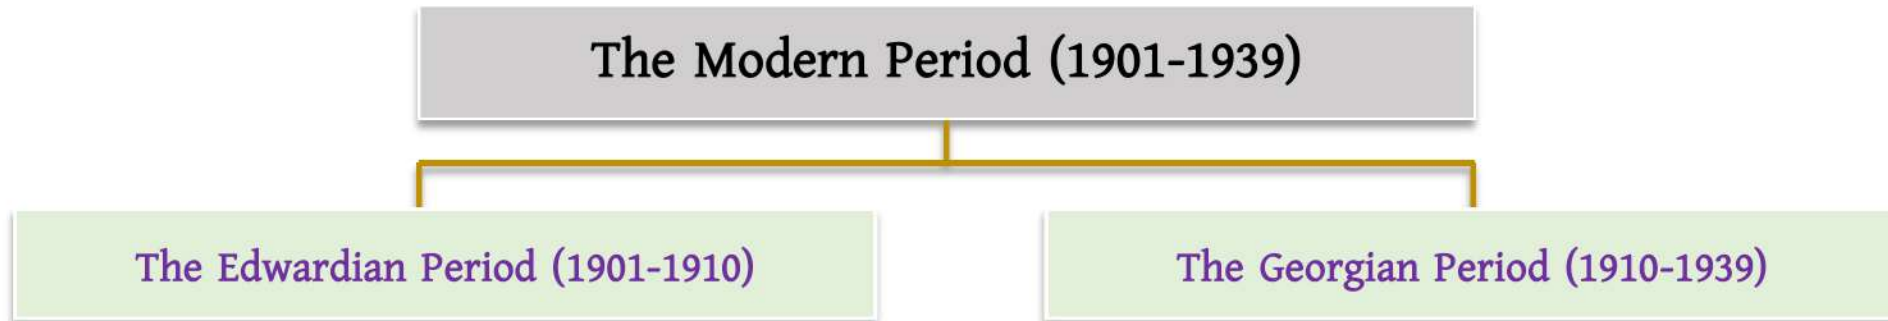 The Modern Period (1901-1939)
The Edwardian Period (1901-1910)
The Georgian Period (1910-1939)